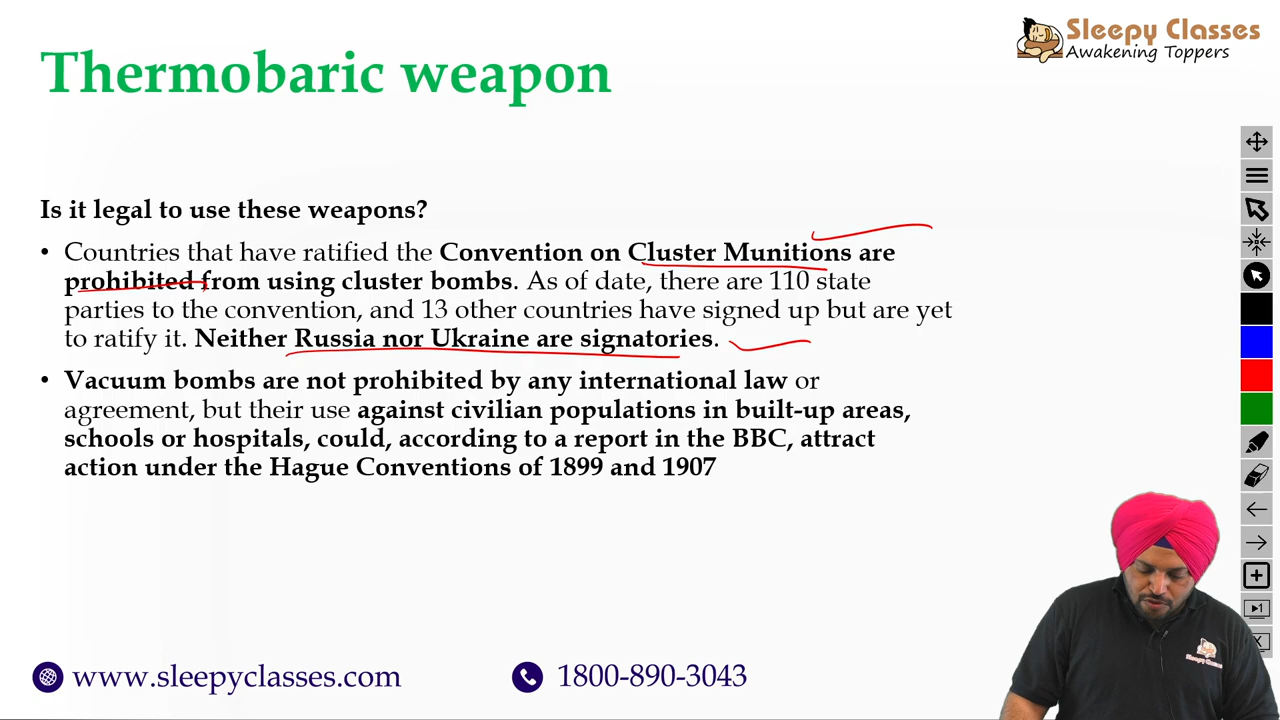 Sleepy Classes
Awakening Toppers
Thermobaric weapon
Is it legal to use these weapons?
• Countries that have ratified the Convention on Cluster Munitions are
prohibited from using cluster bombs. As of date, there are 110 state
parties to the convention, and 13 other countries have signed up but are yet
to ratify it. Neither Russia nor Ukraine are signatories.
• Vacuum bombs are not prohibited by any international law or
agreement, but their use against civilian populations in built-up areas,
schools or hospitals, could, according to a report in the BBC, attract
action under the Hague Conventions of 1899 and 1907
www.sleepyclasses.com
1800-890-3043
Sleepy Classes